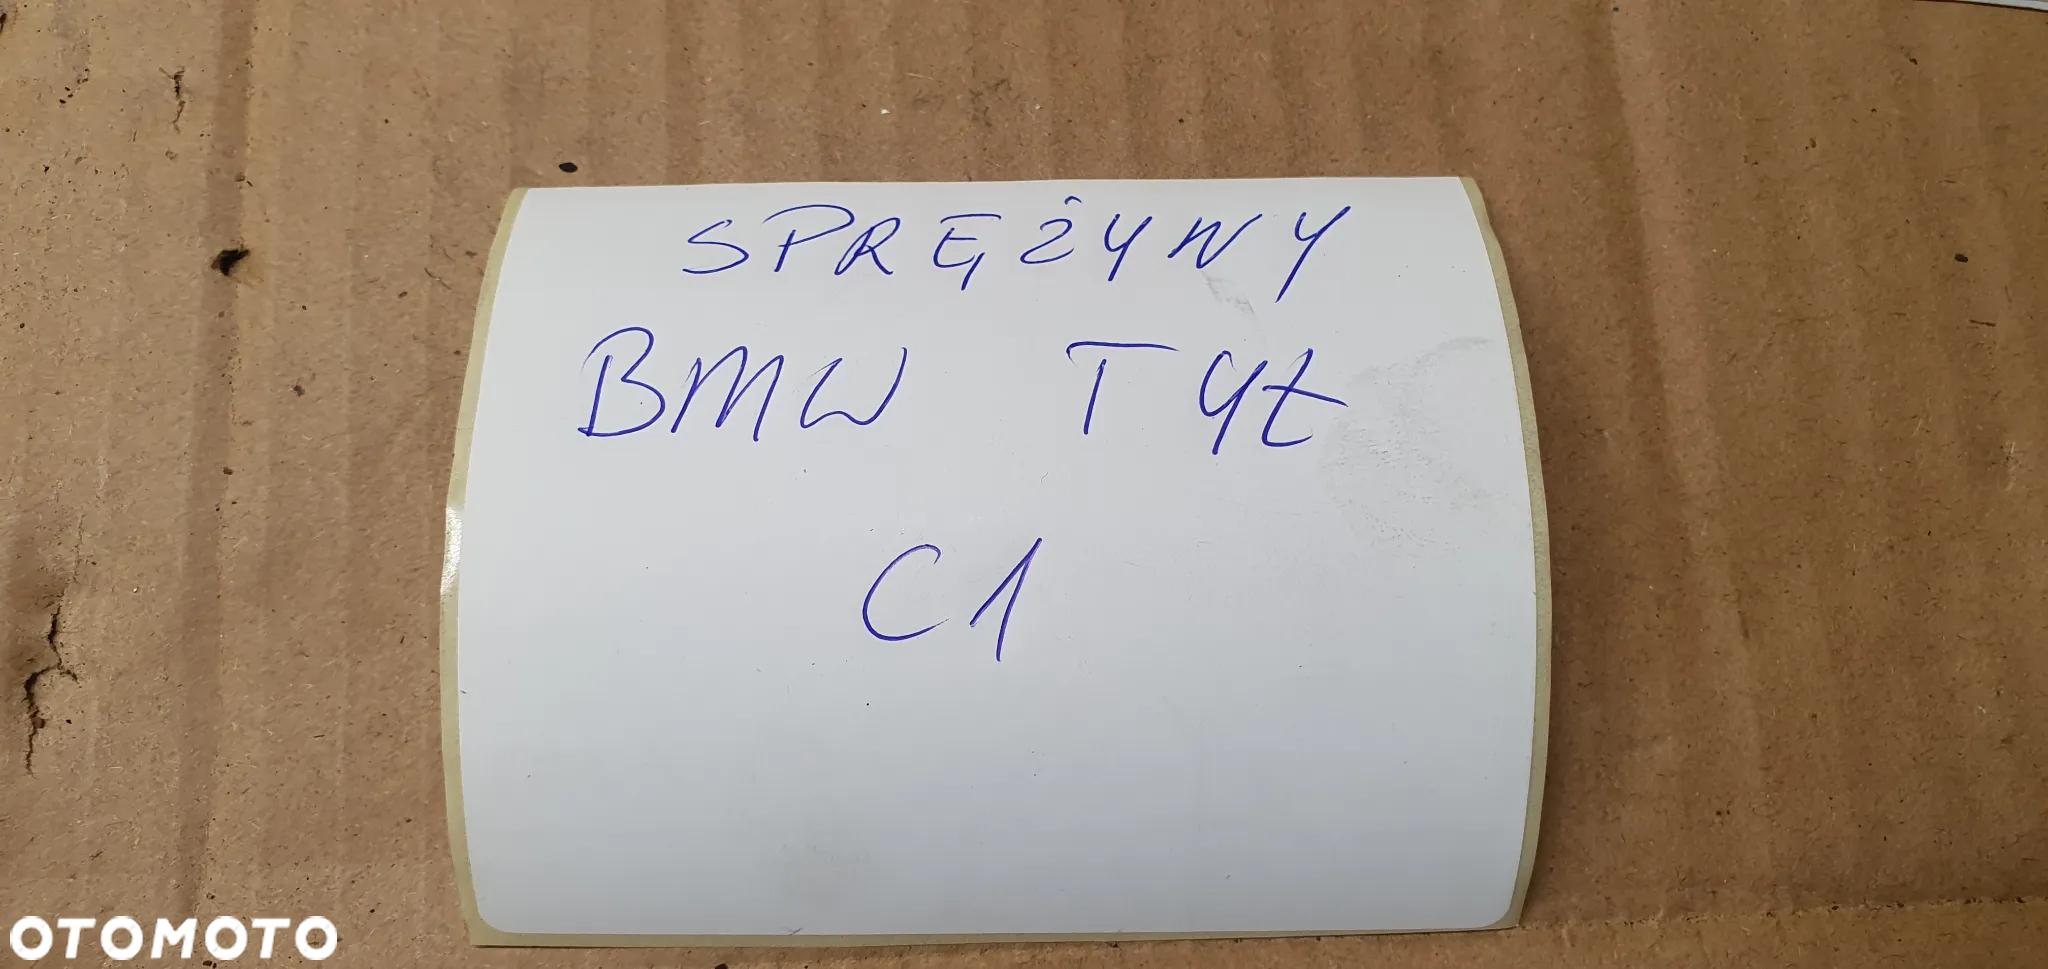 SPRĘŻYNY
BMW TYŁ
C1
OTOMOTO